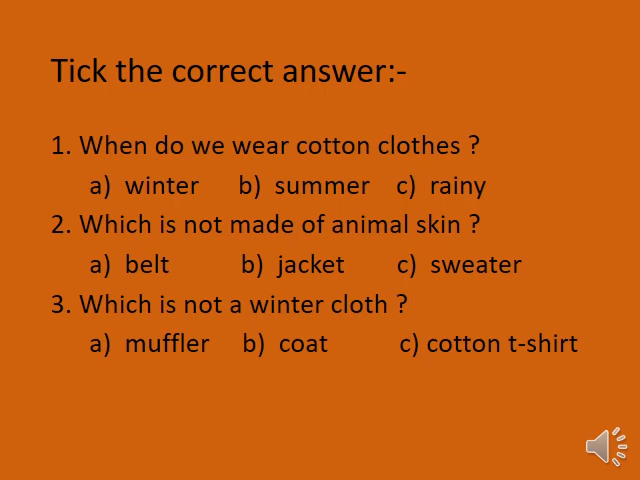 Tick the correct answer:-
1. When do we wear cotton clothes ?
a) winter b) summer c) rainy
2. Which is not made of animal skin ?
a) belt b) jacket c) sweater
3. Which is not a winter cloth ?
a) muffler b) coat c) cotton t-shirt